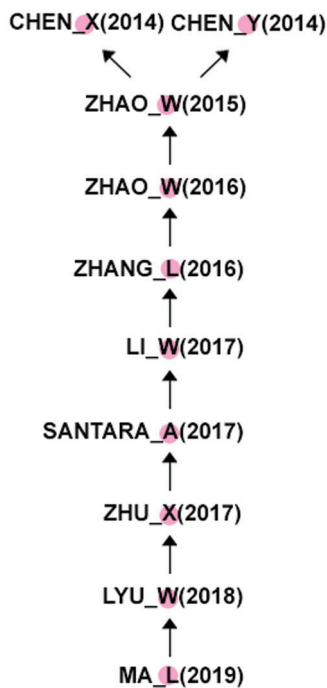 CHEN_X(2014) CHEN_Y(2014)
ZHAO_W(2015)
ZHAO_W(2016)
ZHANG_L(2016)
LI_W(2017)
SANTARA_A(2017)
ZHU_X(2017)
LYU_W(2018)
MA_L(2019)